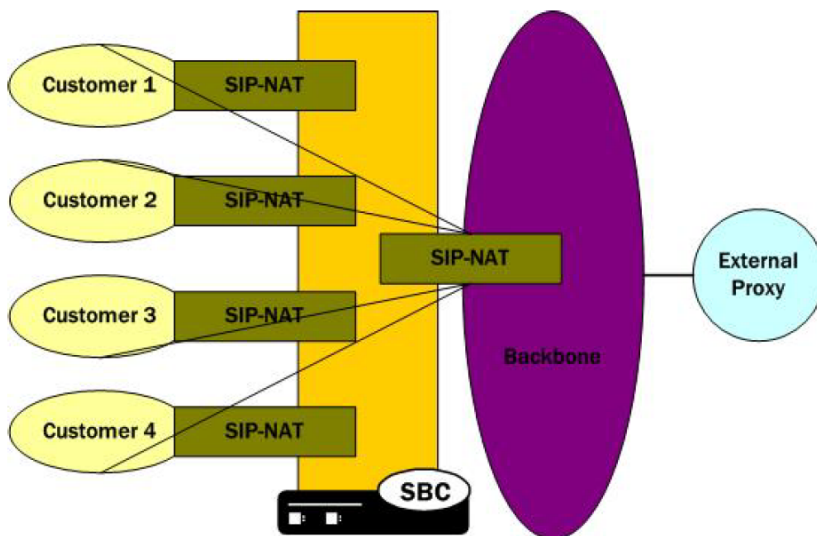 Customer 1
SIP-NAT
Customer 2
SIP-NAT
SIP-NAT
External
Proxy
Customer 3
SIP-NAT
Backbone
Customer 4
SIP-NAT
SBC